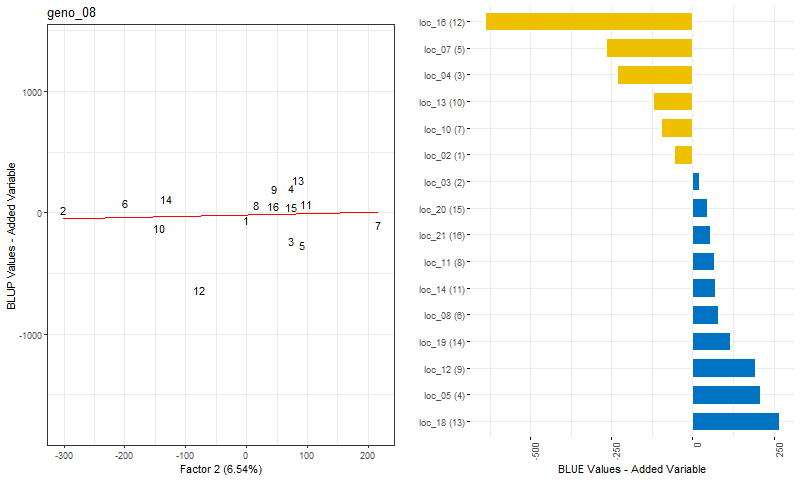 geno_08
BLUP Values - Added Variable
1000
0
-1000
13
9
4
2
6
14
8
16
15
11
1
10
7
3
5
12
-300
-200
-100
0
100
200
Factor 2 (6.54%)
loc_16 (12)
loc_07 (5)
loc_04 (3)
loc_13 (10)
loc_10 (7)
loc_02 (1)
loc_03 (2)
loc_20 (15)
loc_21 (16)
loc_11 (8)
loc_14 (11)
loc_08 (6)
loc_19 (14)
loc_12 (9)
loc_05 (4)
loc_18 (13)
-500
-250
0
250
BLUE Values - Added Variable